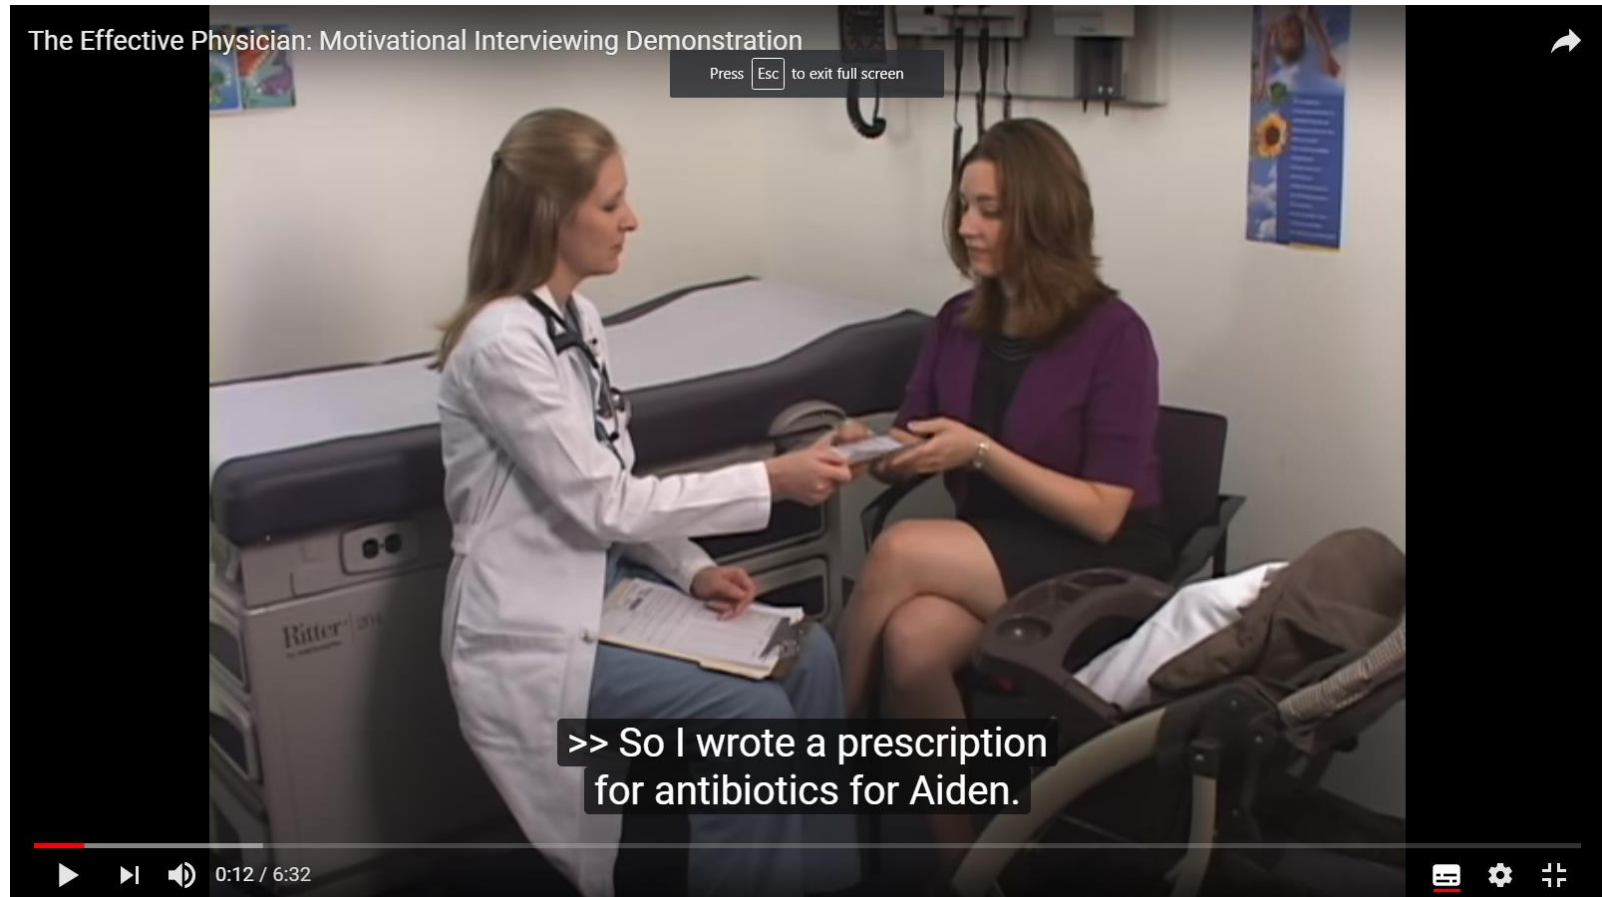 The Effective Physician: Motivational Interviewing Demonstration
Press Esc to exit full screen
Ritter
>> So I wrote a prescription
for antibiotics for Aiden.
0:12 / 6:32